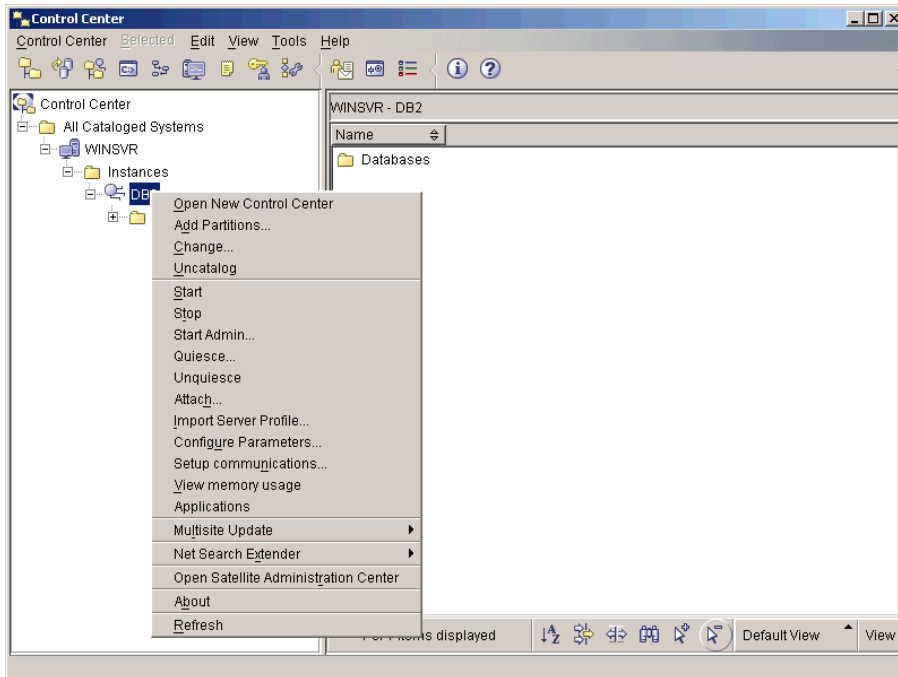 Control Center
Control Center Selected Edit View Tools Help
Control Center
All Cataloged Systems
WINSVR
Instances
DB
WINSVR - DB2
Name
Databases
Open New Control Center
Add Partitions...
Change...
Uncatalog
Start
Stop
Start Admin...
Quiesce...
Unquiesce
Attach...
Import Server Profile...
Configure Parameters...
Setup communications...
View memory usage
Applications
Multisite Update
Net Search Extender
Open Satellite Administration Center
About
Refresh
items displayed
Default View
View